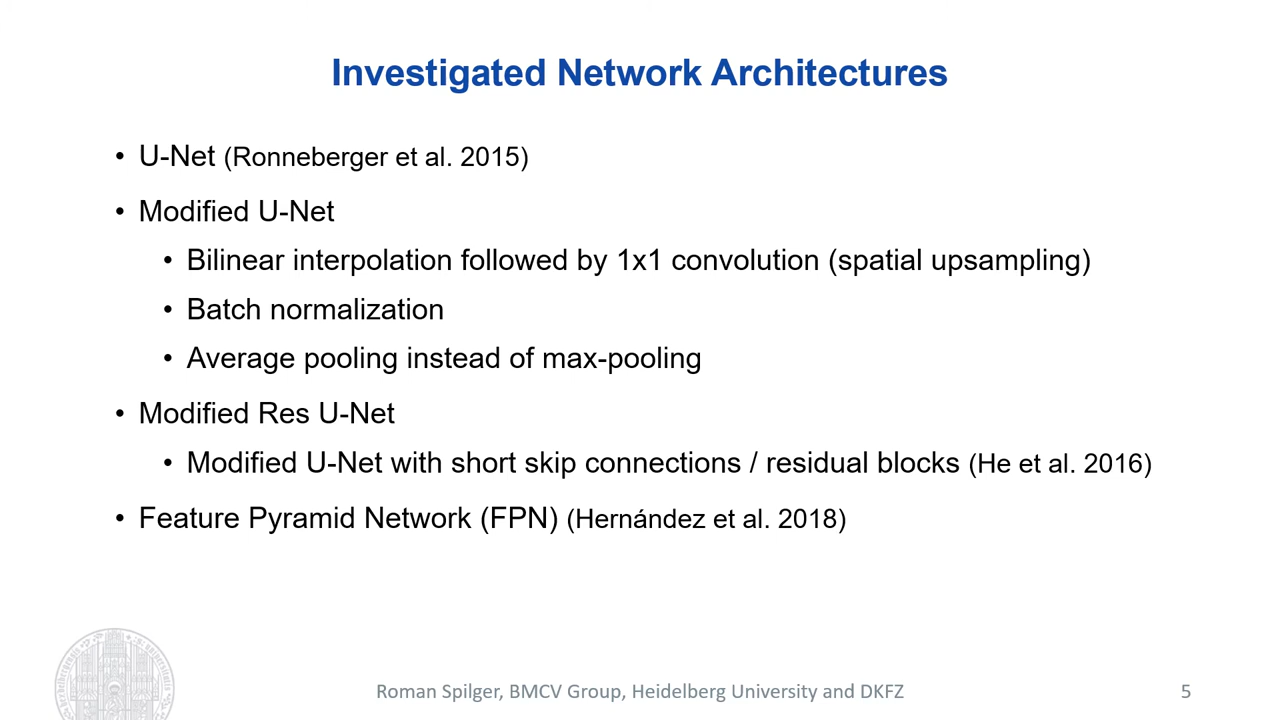 Investigated Network Architectures
• U-Net (Ronneberger et al. 2015)
• Modified U-Net
• Bilinear interpolation followed by 1x1 convolution (spatial upsampling)
• Batch normalization
• Average pooling instead of max-pooling
• Modified Res U-Net
• Modified U-Net with short skip connections / residual blocks (He et al. 2016)
• Feature Pyramid Network (FPN) (Hernández et al. 2018)
Roman Spilger, BMCV Group, Heidelberg University and DKFZ
5